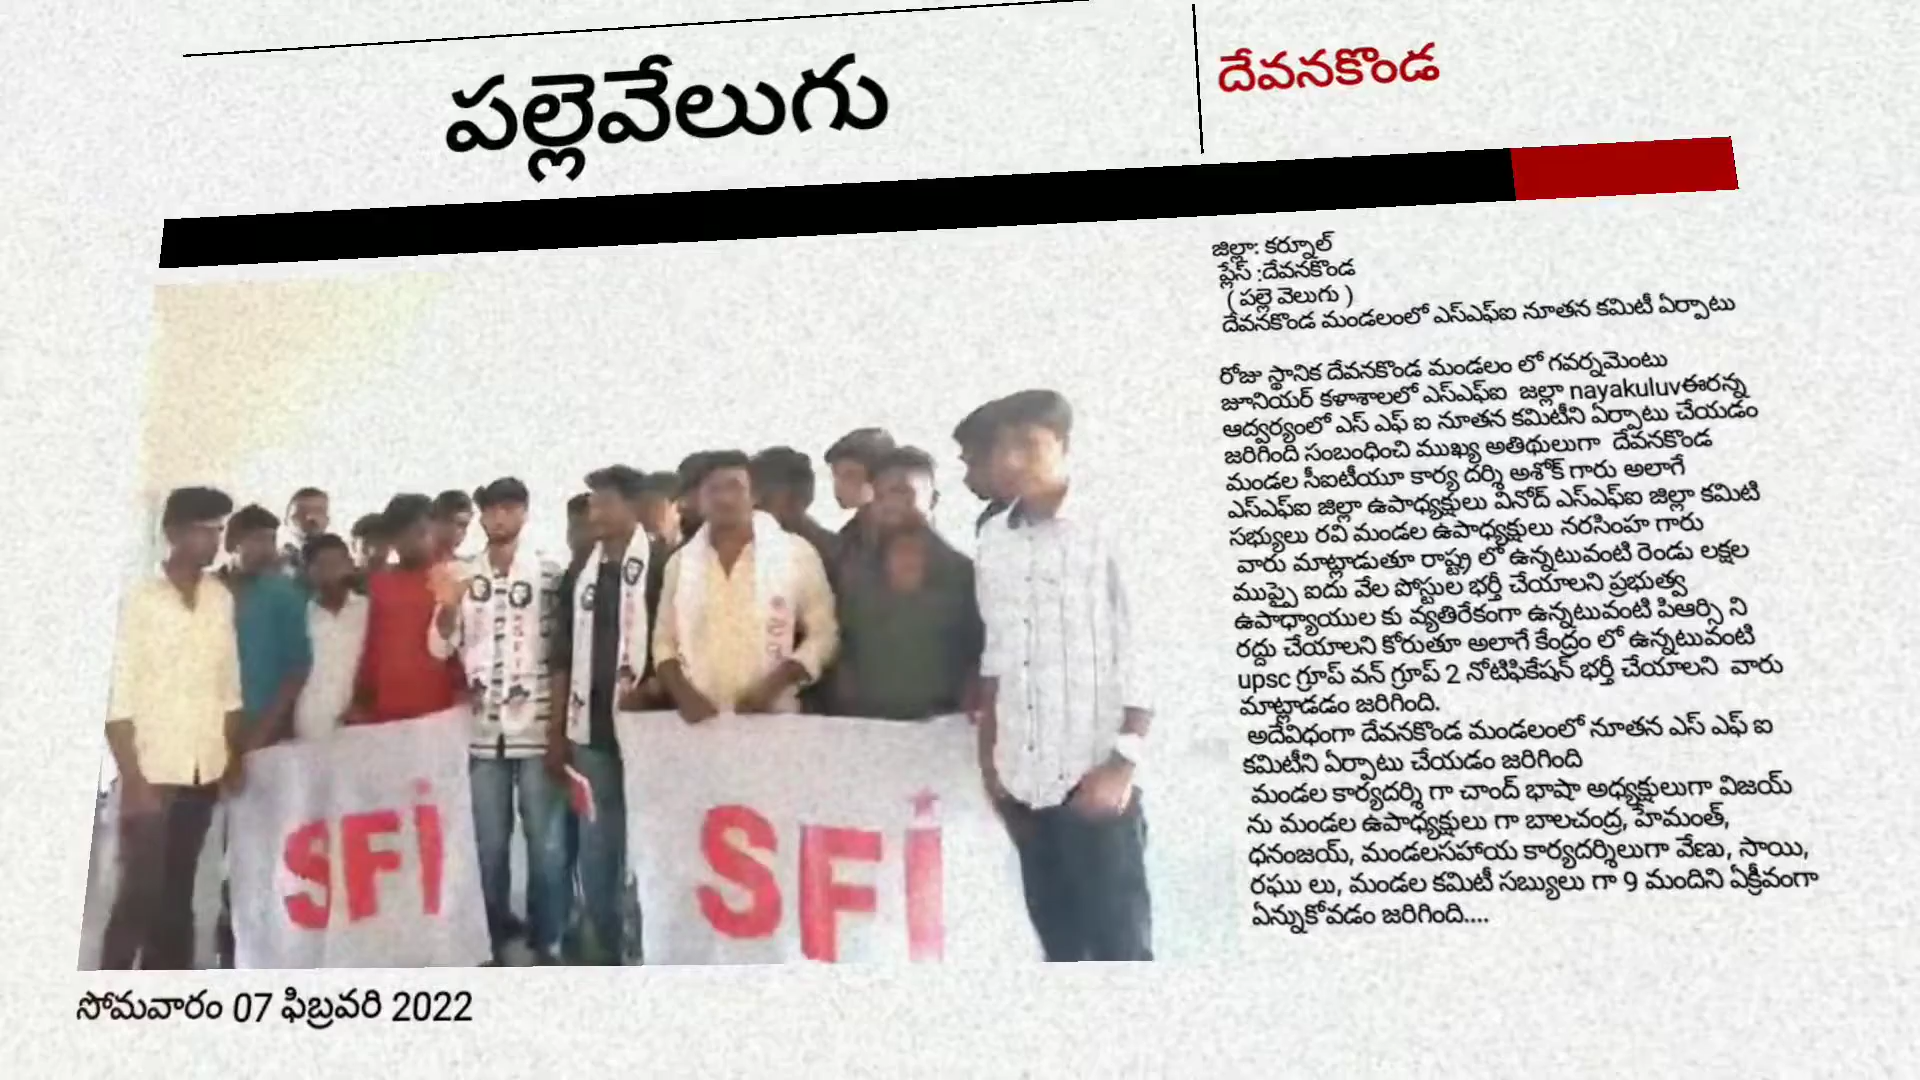 పల్లెవేలుగు
దేవనకొండ
జిల్లా: కర్నూల్
ప్లేస్ :దేవనకొండ
( పల్లె వెలుగు )
దేవనకొండ మండలంలో ఎస్ఎఫ్ఐ నూతన కమిటీ ఏర్పాటు
రోజు స్థానిక దేవనకొండ మండలం లో గవర్నమెంటు
జూనియర్ కళాశాలలో ఎస్ఎఫ్ఐ జల్లా nayakuluvఈరన్న
ఆద్వర్యంలో ఎస్ ఎఫ్ ఐ నూతన కమిటీని ఏర్పాటు చేయడం
జరిగింది సంబంధించి ముఖ్య అతిథులుగా దేవనకొండ
మండల సీఐటీయూ కార్య దర్శి అశోక్ గారు అలాగే
ఎస్ఎఫ్ఐ జిల్లా ఉపాధ్యక్షులు వినోద్ ఎస్ఎఫ్ఐ జిల్లా కమిటి
సభ్యులు రవి మండల ఉపాధ్యక్షులు నరసింహ గారు
వారు మాట్లాడుతూ రాష్ట్ర లో ఉన్నటువంటి రెండు లక్షల
ముప్పై ఐదు వేల పోస్టుల భర్తీ చేయాలని ప్రభుత్వ
ఉపాధ్యాయుల కు వ్యతిరేకంగా ఉన్నటువంటి పిఆర్సి ని
రద్దు చేయాలని కోరుతూ అలాగే కేంద్రం లో ఉన్నటువంటి
upsc గ్రూప్ వన్ గ్రూప్ 2 నోటిఫికేషన్ భర్తీ చేయాలని వారు
మాట్లాడడం జరిగింది.
అదేవిధంగా దేవనకొండ మండలంలో నూతన ఎస్ ఎఫ్ ఐ
కమిటీని ఏర్పాటు చేయడం జరిగింది
మండల కార్యదర్శి గా చాంద్ భాషా అధ్యక్షులుగా విజయ్
ను మండల ఉపాధ్యక్షులు గా బాలచంద్ర, హేమంత్,
ధనంజయ్, మండలసహాయ కార్యదర్శిలుగా వేణు, సాయి,
రఘు లు, మండల కమిటీ సబ్యులు గా 9 మందిని ఏక్రీవంగా
ఏన్నుకోవడం జరిగింది....
SFi
SFi
సోమవారం 07 ఫిబ్రవరి 2022